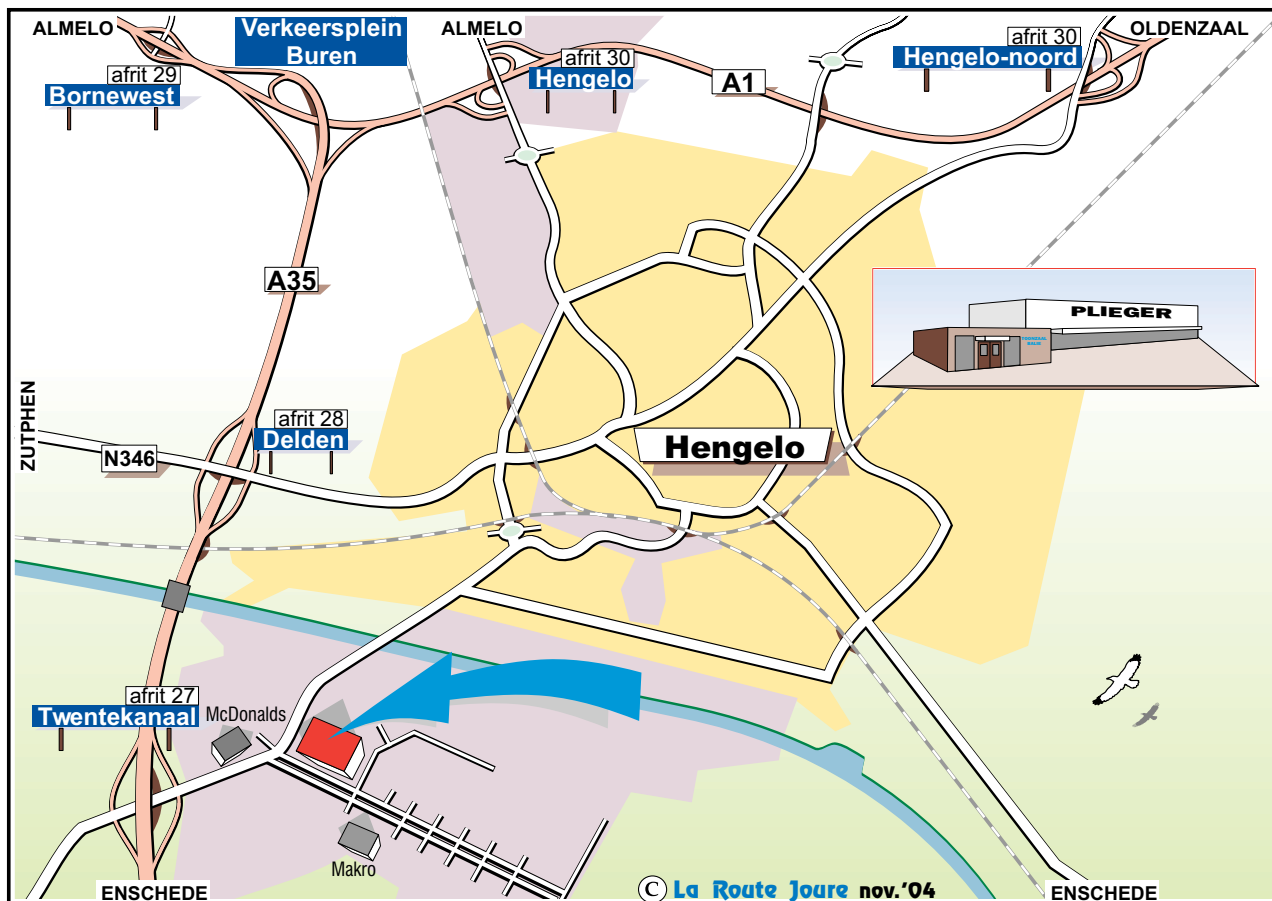 ALMELO
Verkeersplein
Buren
ALMELO
afrit 30
Hengelo
afrit 30
Hengelo-noord
OLDENZAAL
afrit 29
Bornewest
A1
A35
PLIEGER
ZUTPHEN
afrit 28
Delden
N346
Hengelo
afrit 27
Twentekanaal
McDonalds
Makro
ENSCHEDE
© La Route Joure nov.'04
ENSCHEDE